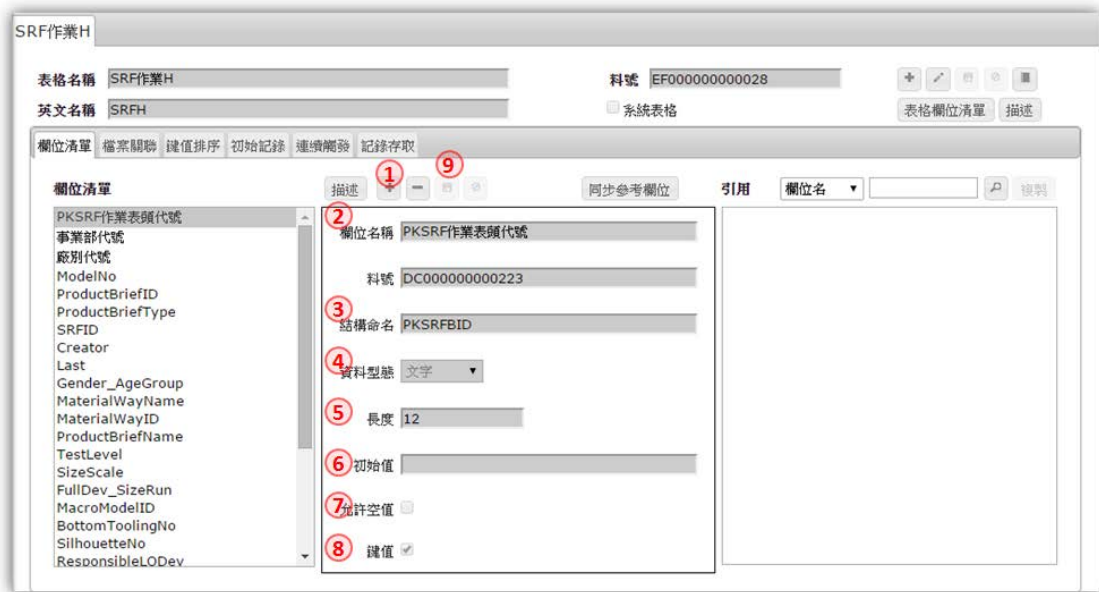 SRF作業H
表格名稱 SRF作業H 料號 EF000000000028
英文名稱 SRFH 系統表格 表格欄位清單 描述
欄位清單 檔案關聯 鍵值排序 初始記錄 連續觸發 記錄存取
欄位清單 描述 ① ⑨ 同步參考欄位 引用 欄位名 複製
PKSRF作業表頭代號
事業部代號
廠別代號
ModelNo
ProductBriefID
ProductBriefType
SRFID
Creator
Last
Gender_AgeGroup
MaterialWayName
MaterialWayID
ProductBriefName
TestLevel
SizeScale
FullDev_SizeRun
MacroModelID
BottomToolingNo
SilhouetteNo
ResponsibleLODev
② 欄位名稱 PKSRF作業表頭代號
料號 DC000000000223
③ 結構命名 PKSRFBID
④ 資料型態 文字
⑤ 長度 12
⑥ 初始值
⑦ 允許空值
⑧ 鍵值